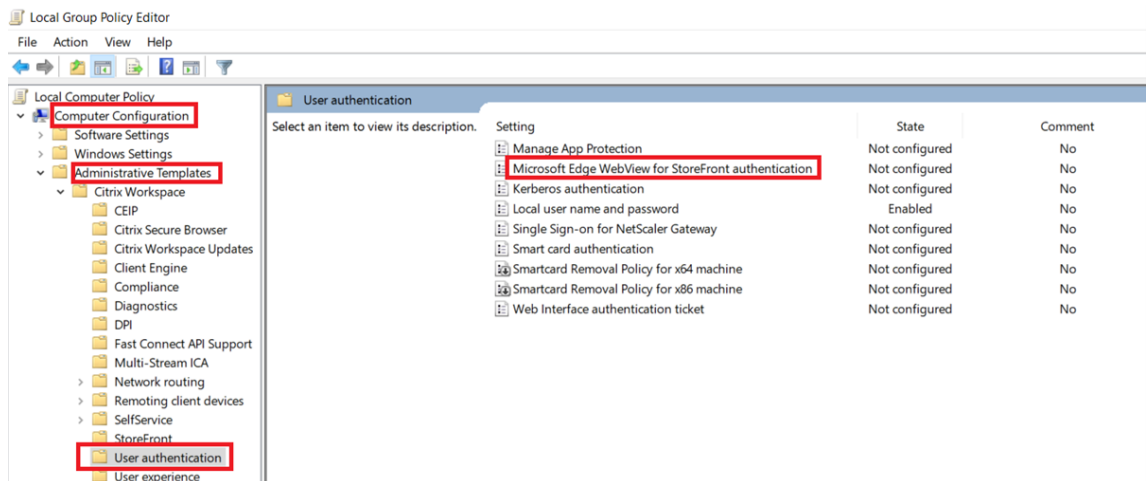 Local Group Policy Editor
File Action View Help
Local Computer Policy
Computer Configuration
Software Settings
Windows Settings
Administrative Templates
Citrix Workspace
CEIP
Citrix Secure Browser
Citrix Workspace Updates
Client Engine
Compliance
Diagnostics
DPI
Fast Connect API Support
Multi-Stream ICA
Network routing
Remoting client devices
SelfService
StoreFront
User authentication
User experience
User authentication
Select an item to view its description.
Setting State Comment
Manage App Protection Not configured No
Microsoft Edge WebView for StoreFront authentication Not configured No
Kerberos authentication Not configured No
Local user name and password Enabled No
Single Sign-on for NetScaler Gateway Not configured No
Smart card authentication Not configured No
Smartcard Removal Policy for x64 machine Not configured No
Smartcard Removal Policy for x86 machine Not configured No
Web Interface authentication ticket Not configured No